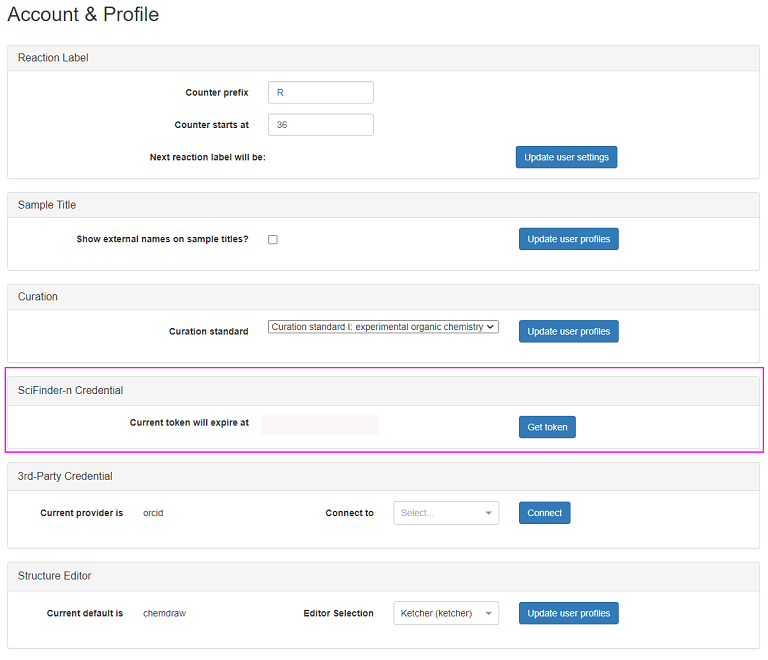 Account & Profile
Reaction Label
Counter prefix R
Counter starts at 36
Next reaction label will be: Update user settings
Sample Title
Show external names on sample titles? Update user profiles
Curation
Curation standard Curation standard I: experimental organic chemistry Update user profiles
SciFinder-n Credential
Current token will expire at Get token
3rd-Party Credential
Current provider is orcid Connect to Select... Connect
Structure Editor
Current default is chemdraw Editor Selection Ketcher (ketcher) Update user profiles